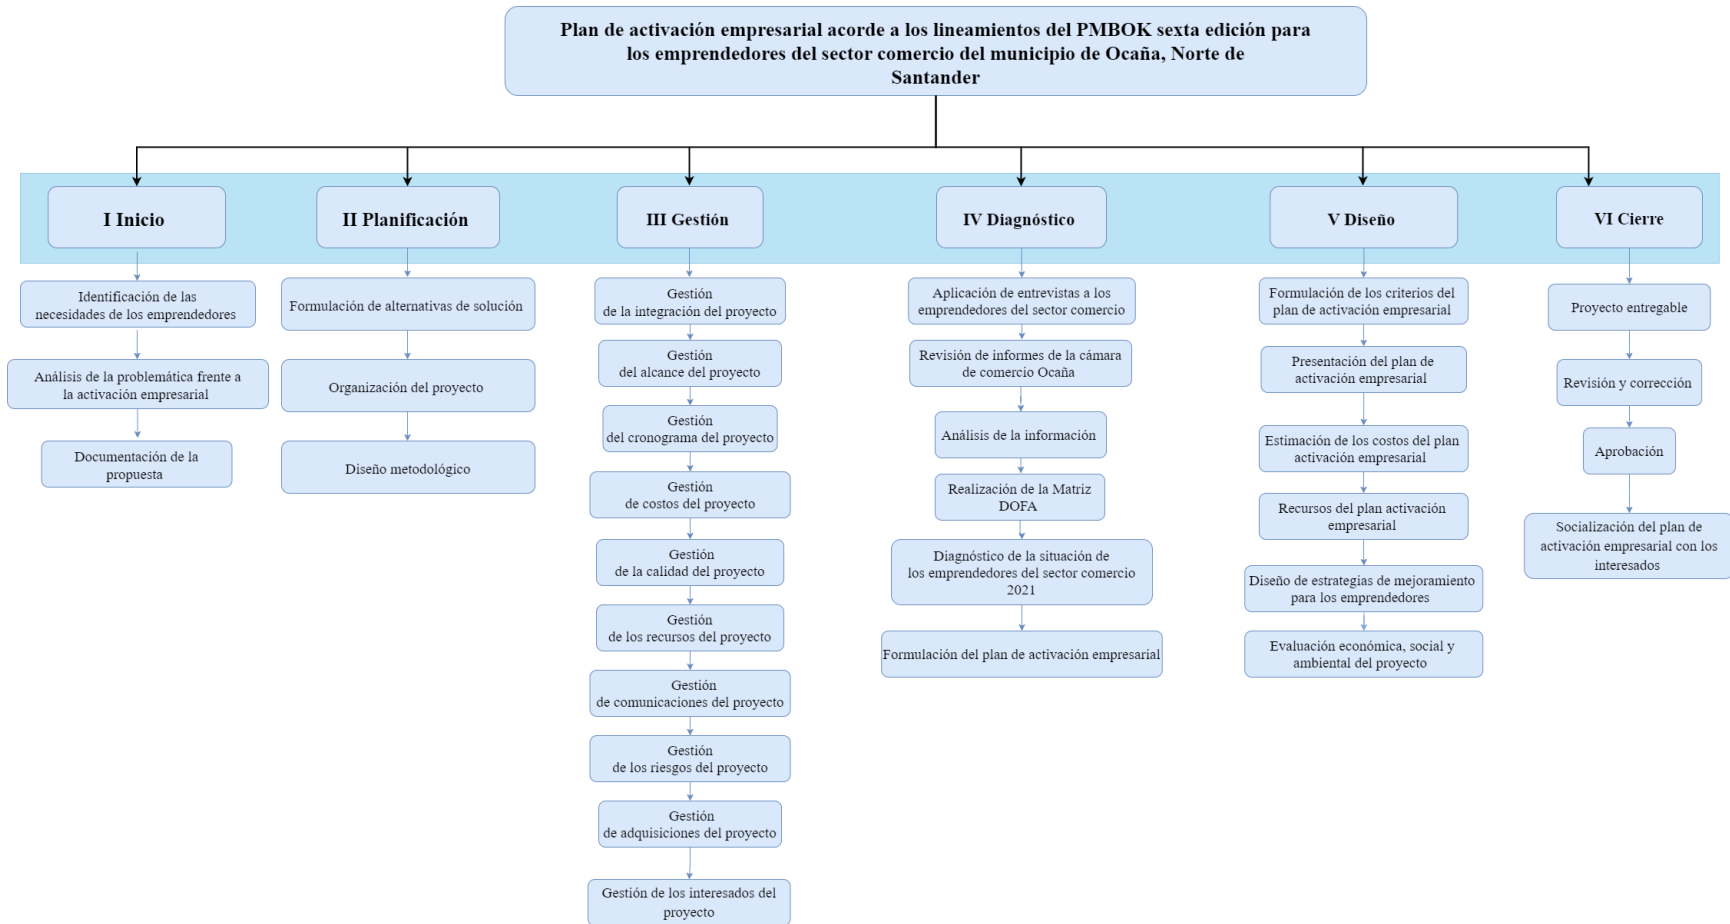 Plan de activación empresarial acorde a los lineamientos del PMBOK sexta edición para
los emprendedores del sector comercio del municipio de Ocaña, Norte de
Santander
I Inicio
II Planificación
III Gestión
IV Diagnóstico
V Diseño
VI Cierre
Identificación de las
necesidades de los emprendedores
Análisis de la problemática frente a
la activación empresarial
Documentación de la
propuesta
Formulación de alternativas de solución
Organización del proyecto
Diseño metodológico
Gestión
de la integración del proyecto
Gestión
del alcance del proyecto
Gestión
del cronograma del proyecto
Gestión
de costos del proyecto
Gestión
de la calidad del proyecto
Gestión
de los recursos del proyecto
Gestión
de comunicaciones del proyecto
Gestión
de los riesgos del proyecto
Gestión
de adquisiciones del proyecto
Gestión de los interesados del
proyecto
Aplicación de entrevistas a los
emprendedores del sector comercio
Revisión de informes de la cámara
de comercio Ocaña
Análisis de la información
Realización de la Matriz
DOFA
Diagnóstico de la situación de
los emprendedores del sector comercio
2021
Formulación del plan de activación empresarial
Formulación de los criterios del
plan de activación empresarial
Presentación del plan de
activación empresarial
Estimación de los costos del plan
activación empresarial
Recursos del plan activación
empresarial
Diseño de estrategias de mejoramiento
para los emprendedores
Evaluación económica, social y
ambiental del proyecto
Proyecto entregable
Revisión y corrección
Aprobación
Socialización del plan de
activación empresarial con los
interesados